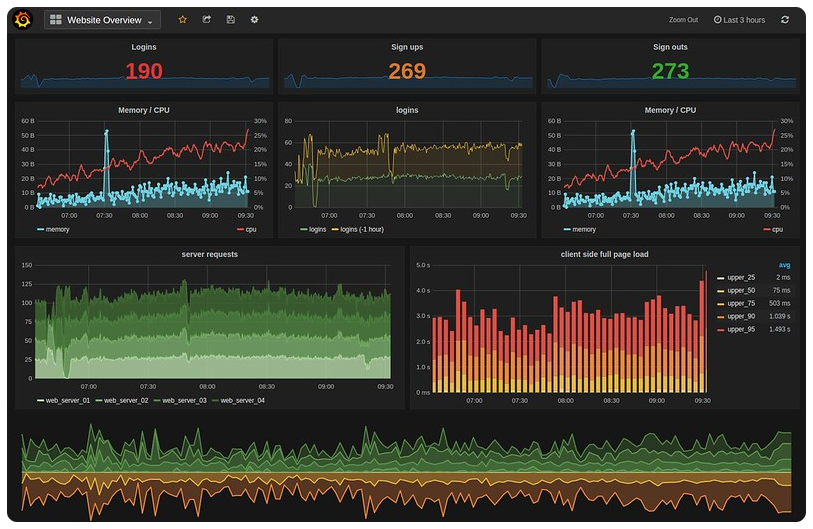 Website Overview
Zoom Out
Last 3 hours
Logins
190
Sign ups
269
Sign outs
273
Memory / CPU
60 B
50 B
40 B
30 B
20 B
10 B
0 B
30%
25%
20%
15%
10%
5%
0%
07:00
07:30
08:00
08:30
09:00
09:30
memory
cpu
logins
80
60
40
20
0
07:00
07:30
08:00
08:30
09:00
09:30
logins
logins (-1 hour)
Memory / CPU
60 B
50 B
40 B
30 B
20 B
10 B
0 B
30%
25%
20%
15%
10%
5%
0%
07:00
07:30
08:00
08:30
09:00
09:30
memory
cpu
server requests
150
125
100
75
50
25
0
07:00
07:30
08:00
08:30
09:00
09:30
web_server_01
web_server_02
web_server_03
web_server_04
client side full page load
5.0 s
4.0 s
3.0 s
2.0 s
1.0 s
0 ms
07:00
07:30
08:00
08:30
09:00
09:30
avg
upper_25 2 ms
upper_50 75 ms
upper_75 503 ms
upper_90 1.039 s
upper_95 1.493 s